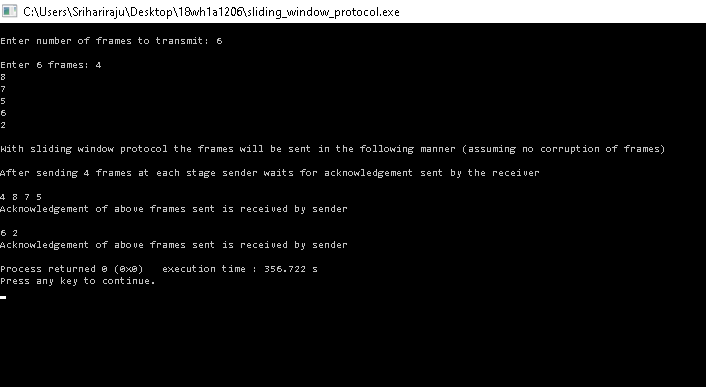 C:\Users\Srihariraju\Desktop\18wh1a1206\sliding_window_protocol.exe
Enter number of frames to transmit: 6
Enter 6 frames: 4
8
7
5
6
2
With sliding window protocol the frames will be sent in the following manner (assuming no corruption of frames)
After sending 4 frames at each stage sender waits for acknowledgement sent by the receiver
4 8 7 5
Acknowledgement of above frames sent is received by sender
6 2
Acknowledgement of above frames sent is received by sender
Process returned 0 (0x0)   execution time : 356.722 s
Press any key to continue.